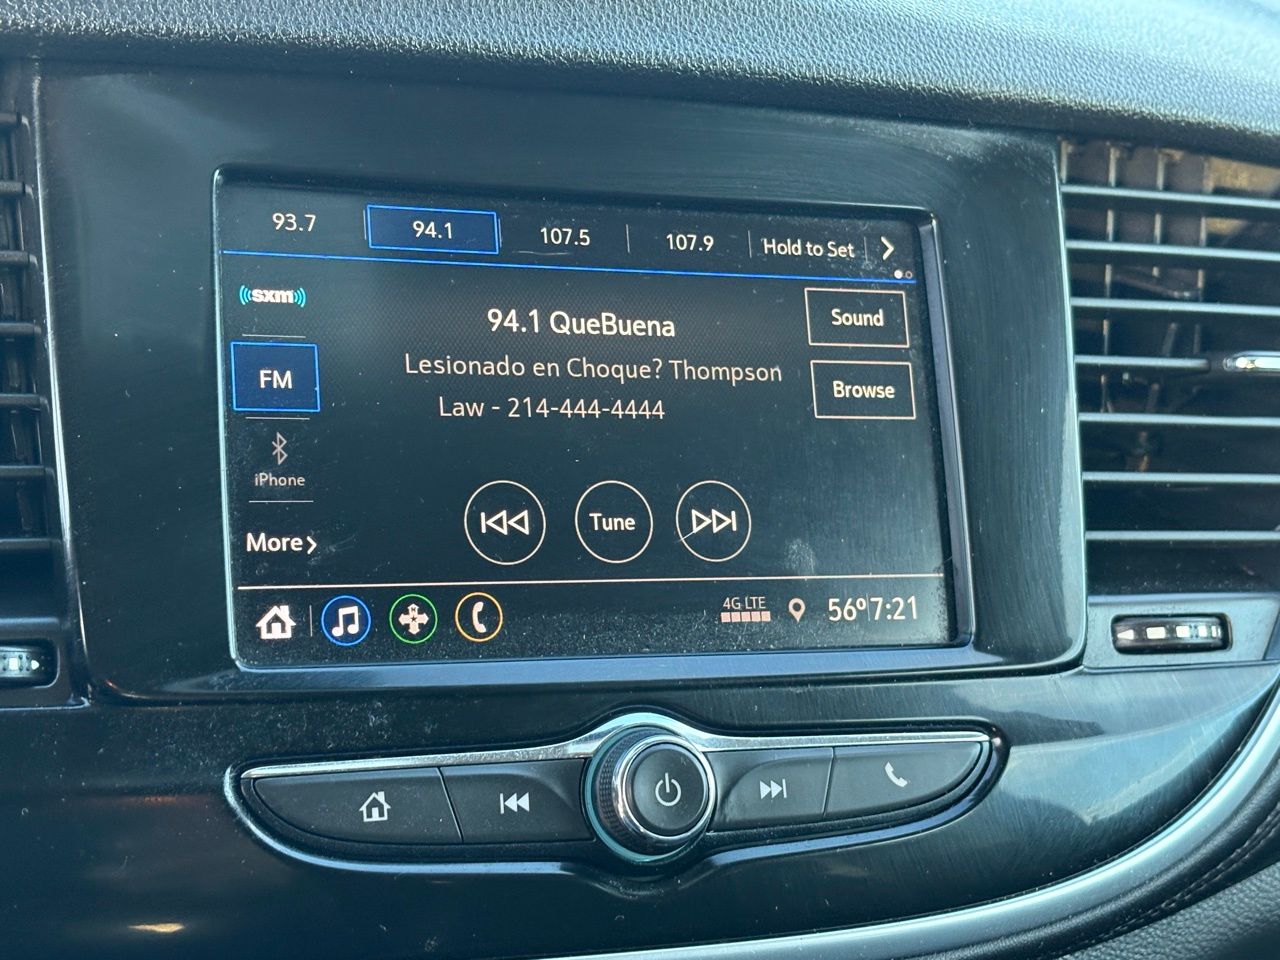 93.7
94.1
107.5
107.9
Hold to Set
sxm
94.1 QueBuena
Sound
Lesionado en Choque? Thompson
FM
Browse
Law - 214-444-4444
iPhone
More
Tune
4G LTE
56° 7:21
N